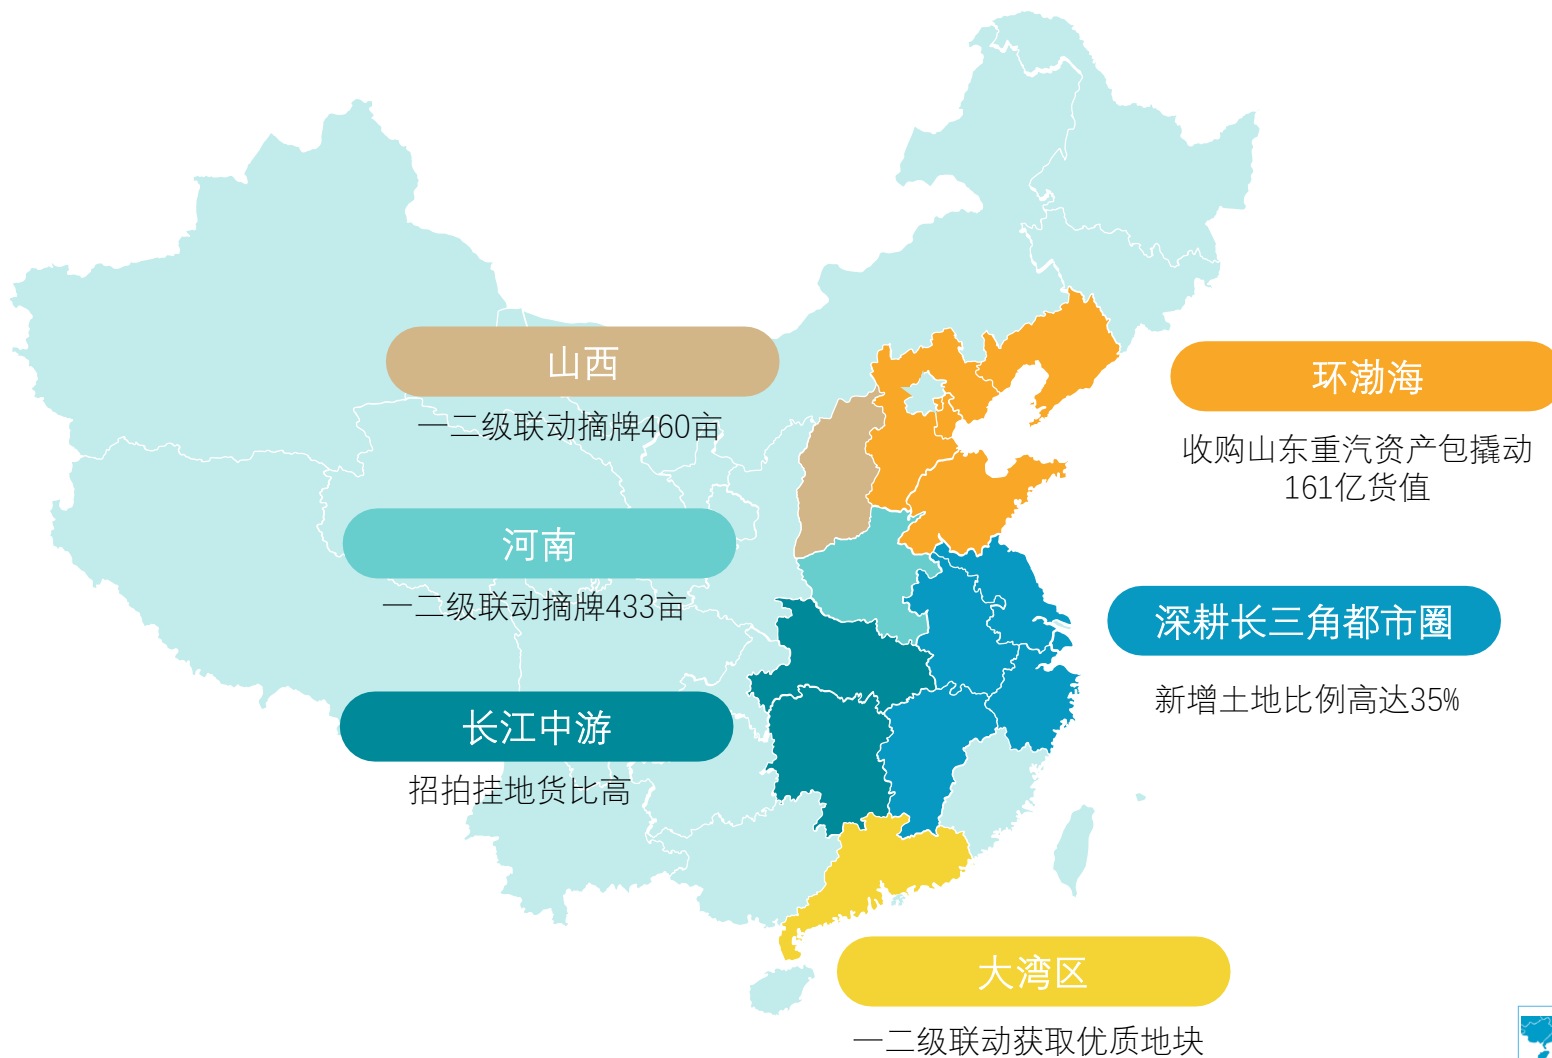 山西
一二级联动摘牌460亩
环渤海
收购山东重汽资产包撬动
161亿货值
河南
一二级联动摘牌433亩
深耕长三角都市圈
新增土地比例高达35%
长江中游
招拍挂地货比高
大湾区
一二级联动获取优质地块